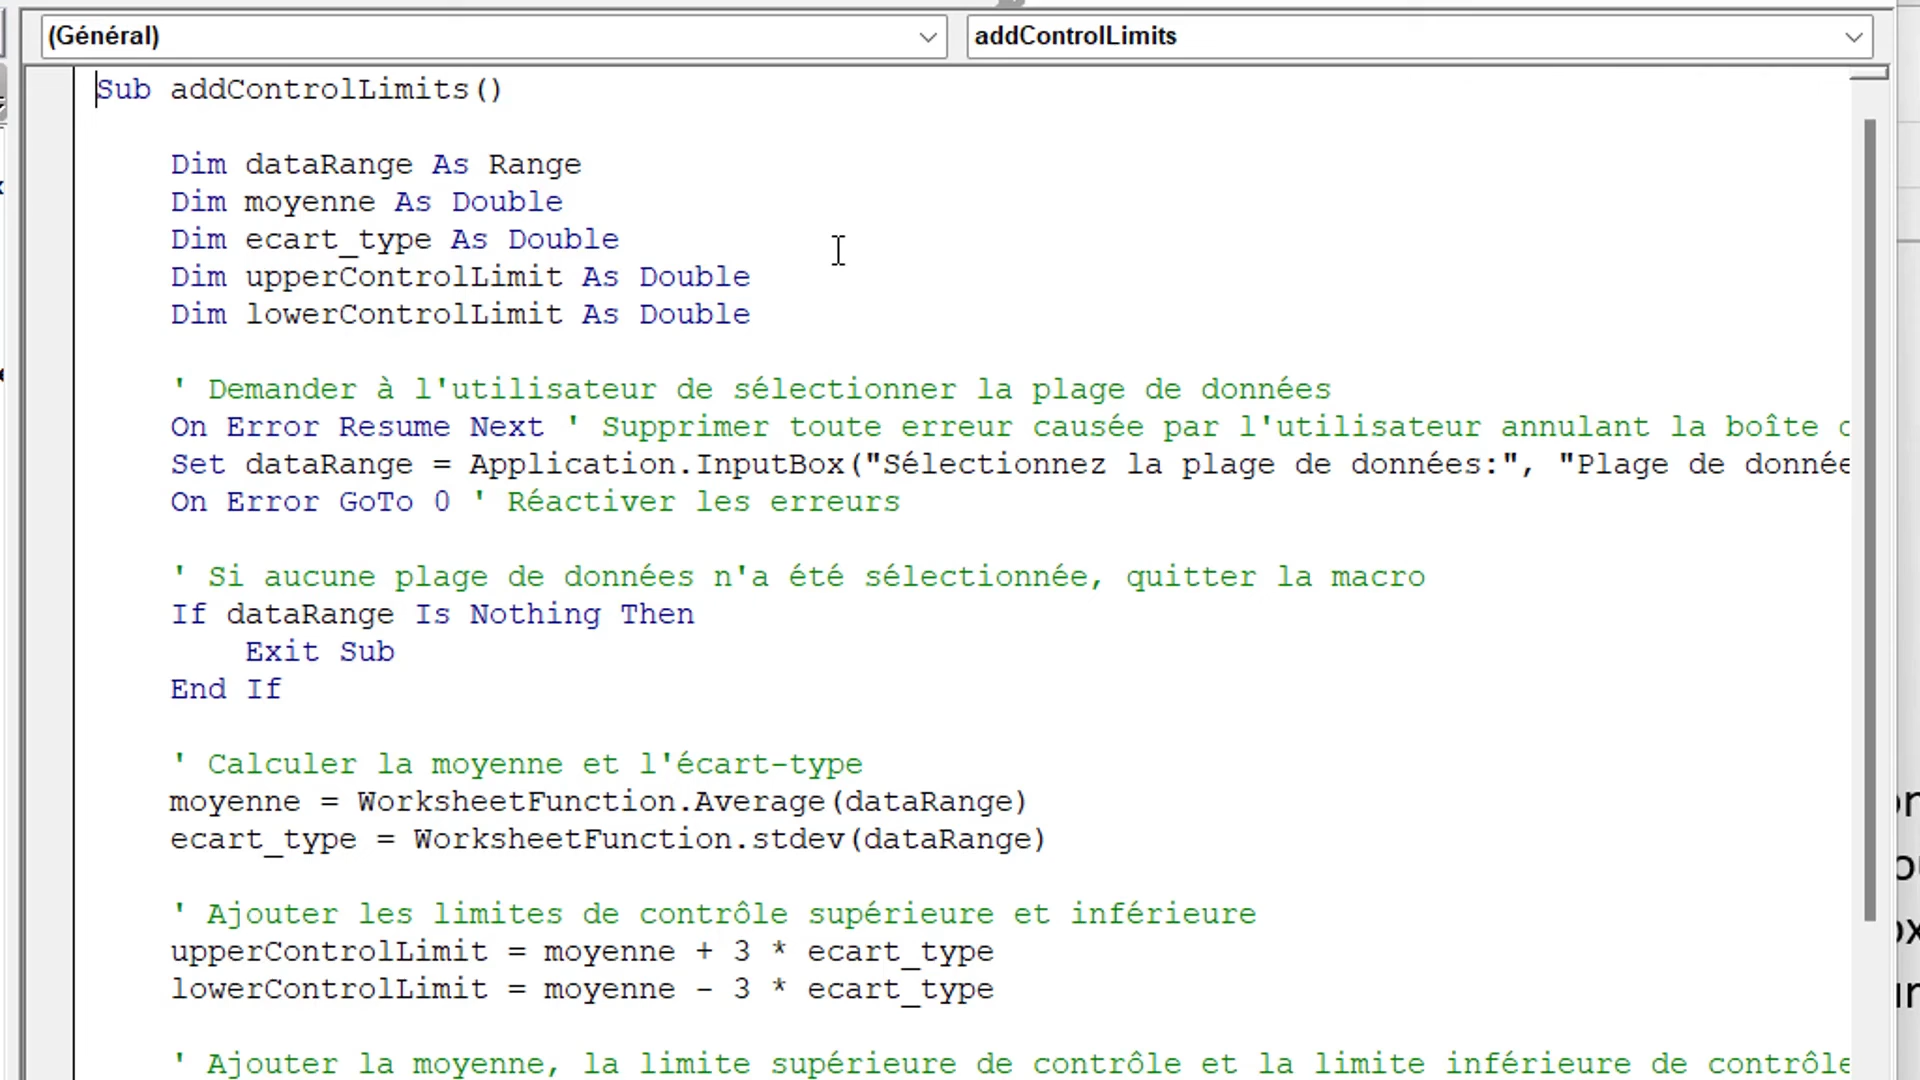 (Général)
addControlLimits
Sub addControlLimits()
Dim dataRange As Range
Dim moyenne As Double
Dim ecart_type As Double
Dim upperControlLimit As Double
Dim lowerControlLimit As Double
' Demander à l'utilisateur de sélectionner la plage de données
On Error Resume Next ' Supprimer toute erreur causée par l'utilisateur annulant la boîte
Set dataRange = Application.InputBox("Sélectionnez la plage de données:", "Plage de donnée
On Error GoTo 0 ' Réactiver les erreurs
' Si aucune plage de données n'a été sélectionnée, quitter la macro
If dataRange Is Nothing Then
Exit Sub
End If
' Calculer la moyenne et l'écart-type
moyenne = WorksheetFunction.Average(dataRange)
ecart_type = WorksheetFunction.stdev(dataRange)
' Ajouter les limites de contrôle supérieure et inférieure
upperControlLimit = moyenne + 3 * ecart_type
lowerControlLimit = moyenne - 3 * ecart_type
' Ajouter la moyenne, la limite supérieure de contrôle et la limite inférieure de contrôle